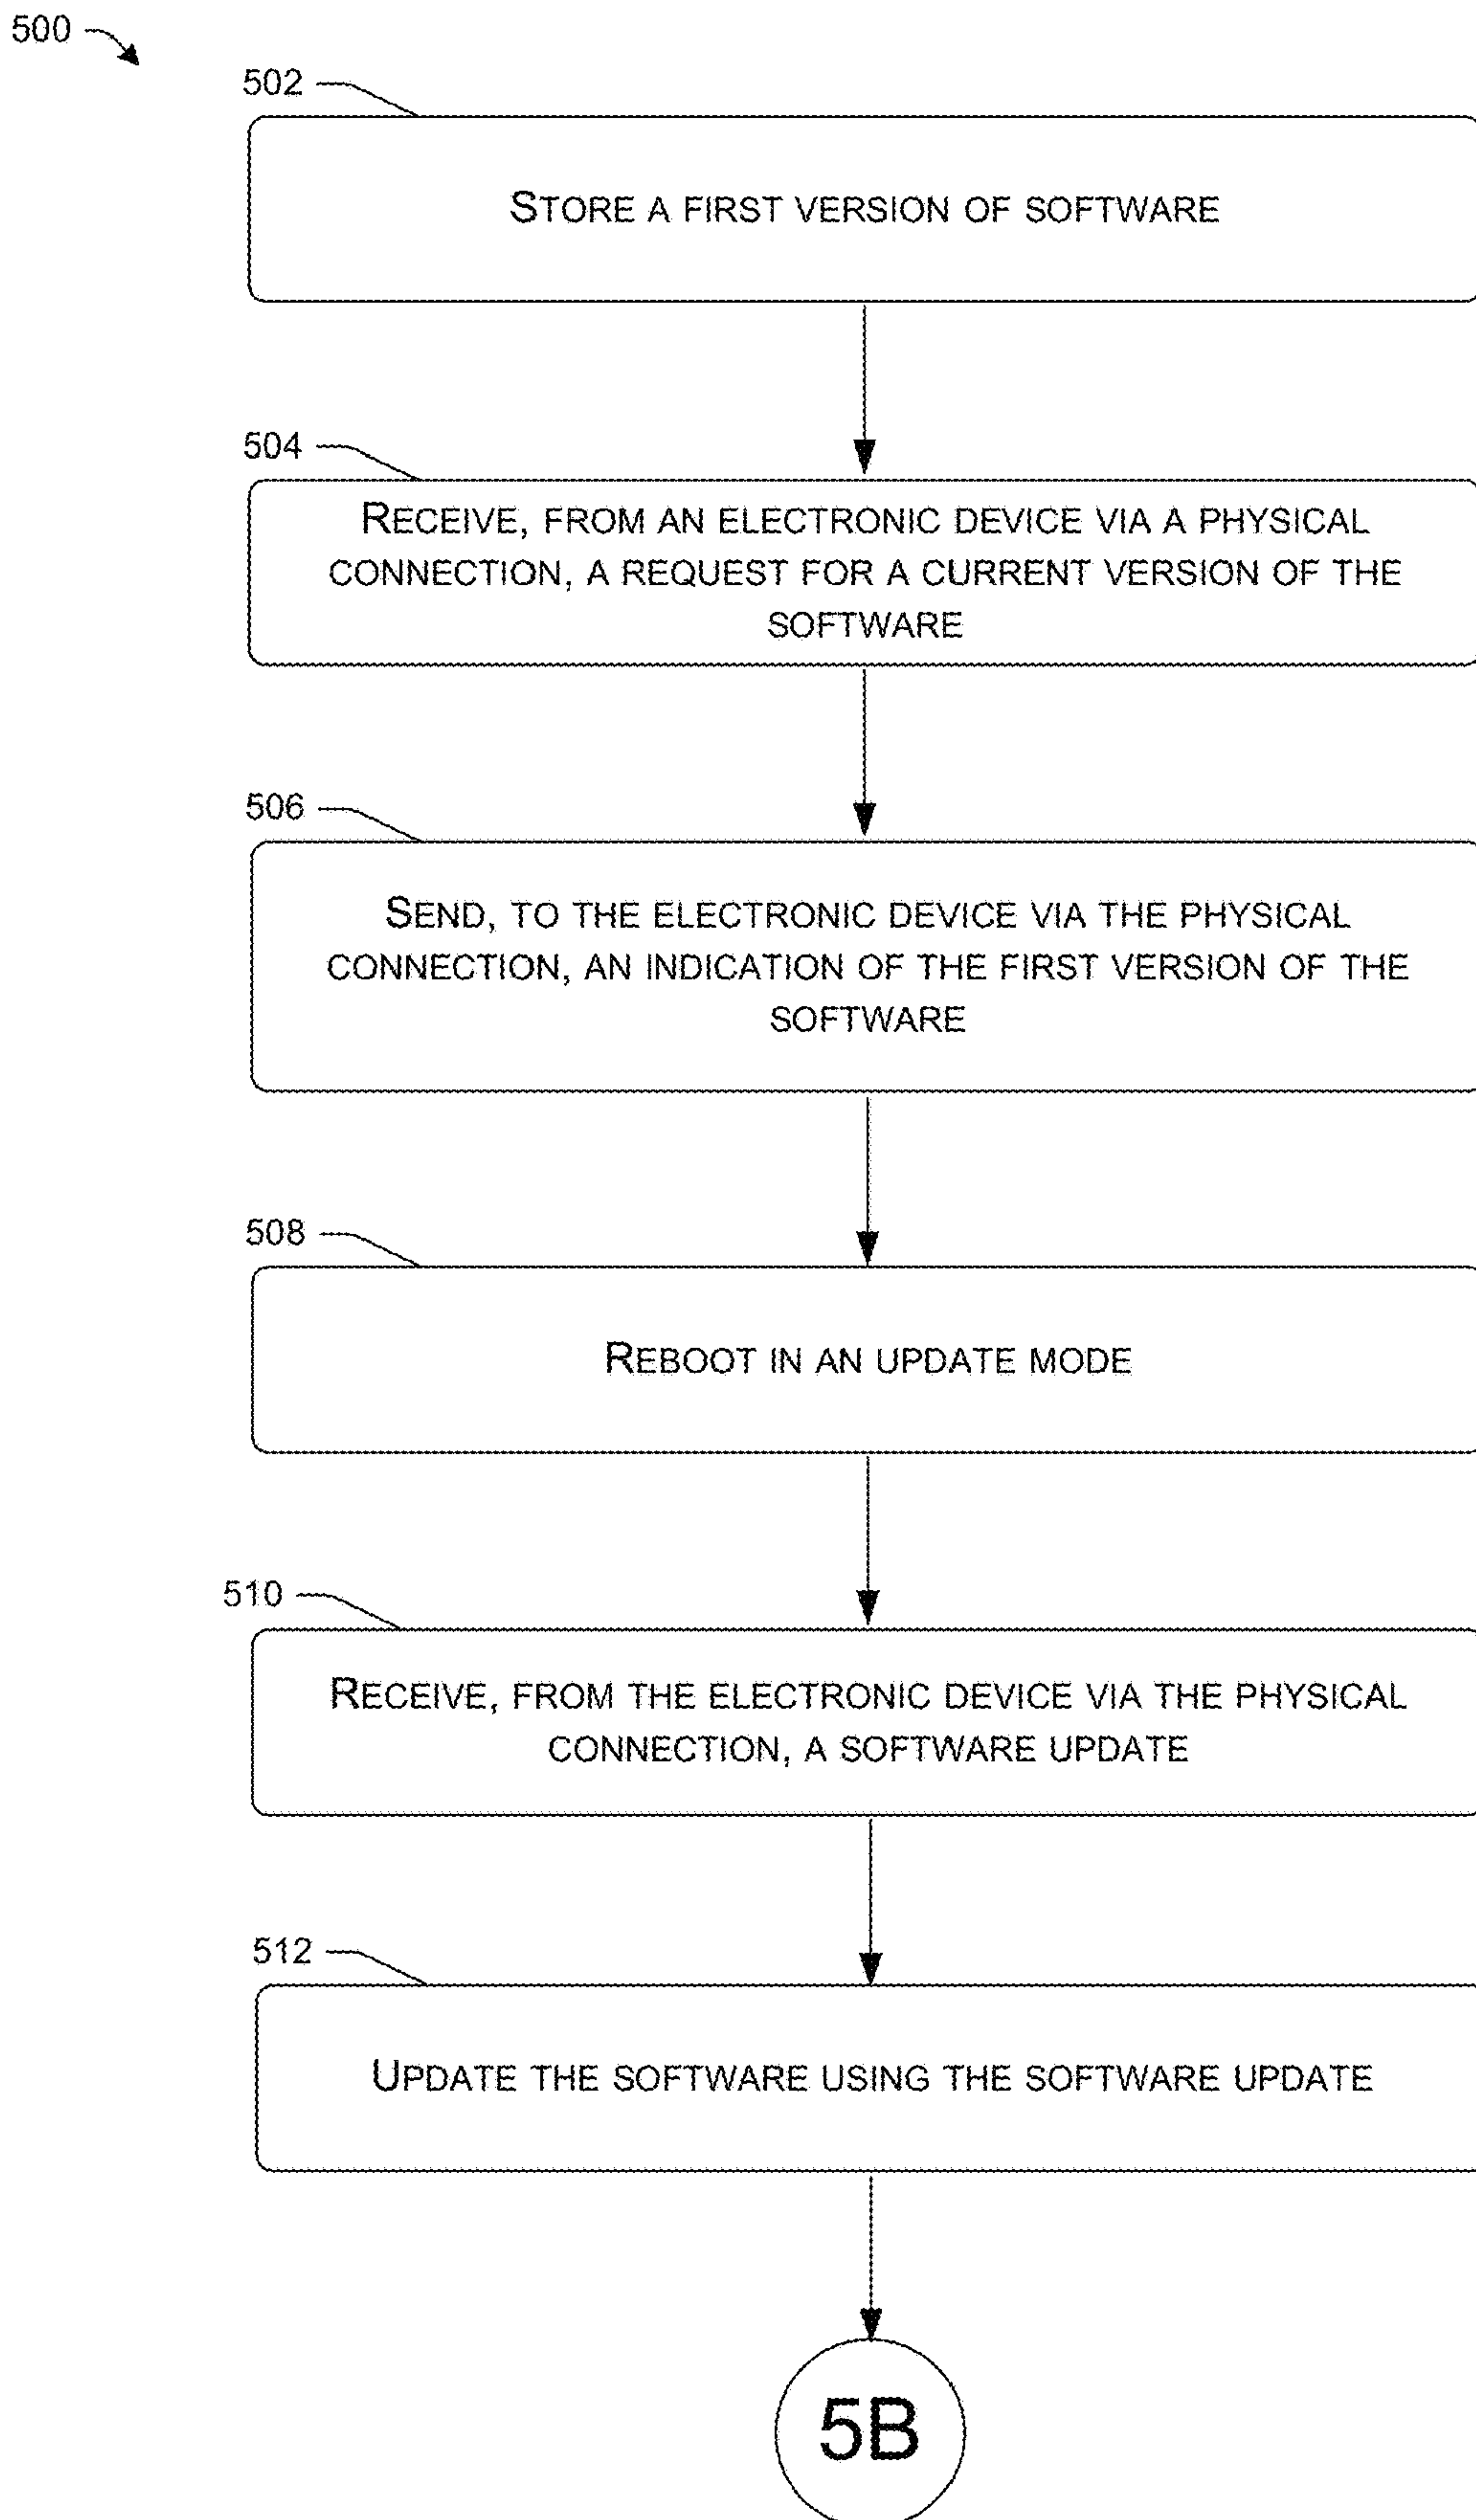 500
502
STORE A FIRST VERSION OF SOFTWARE
504
RECEIVE, FROM AN ELECTRONIC DEVICE VIA A PHYSICAL
CONNECTION, A REQUEST FOR A CURRENT VERSION OF THE
SOFTWARE
506
SEND, TO THE ELECTRONIC DEVICE VIA THE PHYSICAL
CONNECTION, AN INDICATION OF THE FIRST VERSION OF THE
SOFTWARE
508
REBOOT IN AN UPDATE MODE
510
RECEIVE, FROM THE ELECTRONIC DEVICE VIA THE PHYSICAL
CONNECTION, A SOFTWARE UPDATE
512
UPDATE THE SOFTWARE USING THE SOFTWARE UPDATE
5B